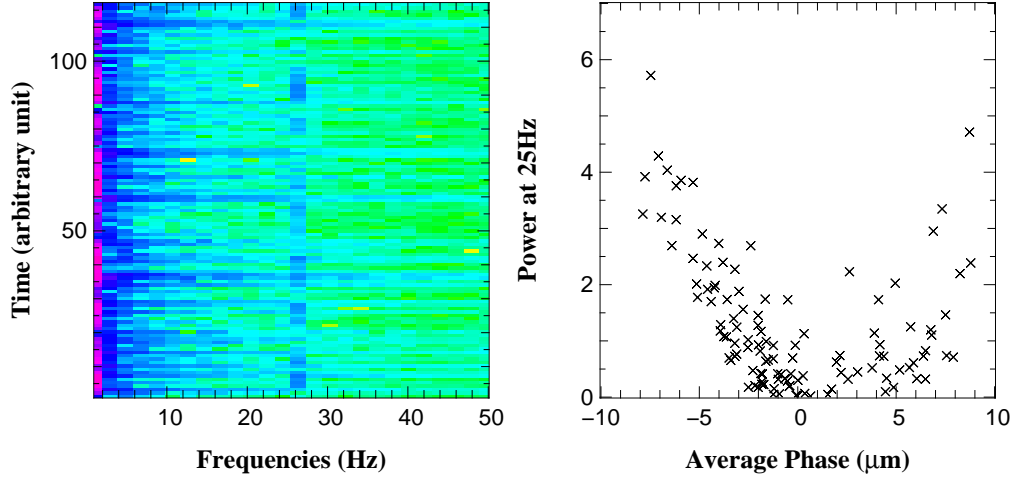 6
100
4
50
2
0
10 20 30 40 50
−10 −5 0 5 10
Time (arbitrary unit)
Power at 25Hz
Frequencies (Hz)
Average Phase (μm)